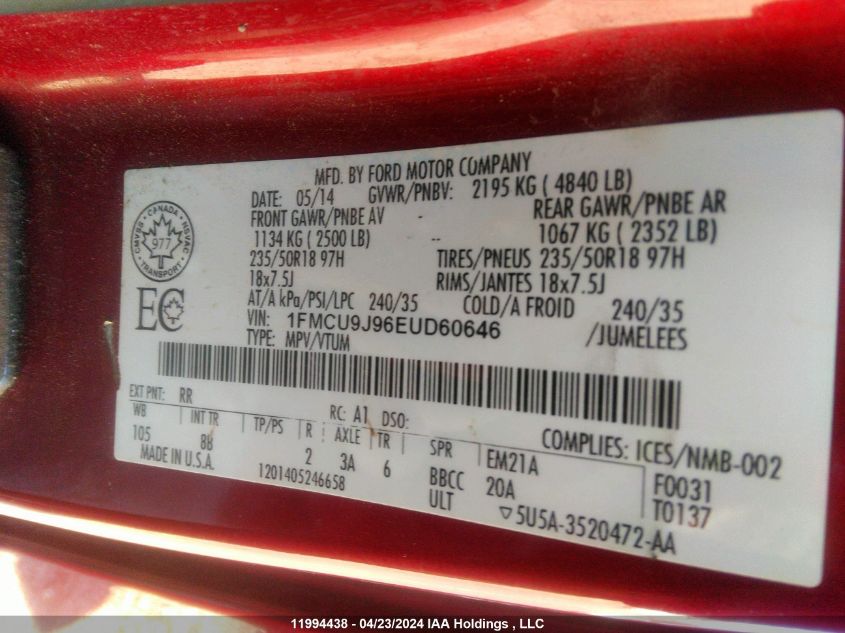 MFD. BY FORD MOTOR COMPANY
DATE: 05/14 GVWR/PNBV: 2195 KG ( 4840 LB)
FRONT GAWR/PNBE AV - REAR GAWR/PNBE AR
1134 KG ( 2500 LB) -- 1067 KG ( 2352 LB)
235/50R18 97H TIRES/PNEUS 235/50R18 97H
18x7.5J RIMS/JANTES 18x7.5J
AT/A kPa/PSI/LPC 240/35 COLD/A FROID 240/35
VIN: 1FMCU9J96EUD60646 /JUMELEES
TYPE: MPV/VTUM
CMVSS · CANADA · NSVAC
977
TRANSPORT
EC
EXT PNT: RR RC: A1 DSO:
WB INT TR TP/PS R AXLE TR SPR EM21A COMPLIES: ICES/NMB-002
105 8B 2 3A 6 BBCC 20A F0031
MADE IN U.S.A. 1201405246658 ULT ▽5U5A-3520472-AA T0137
11994438 - 04/23/2024 IAA Holdings , LLC